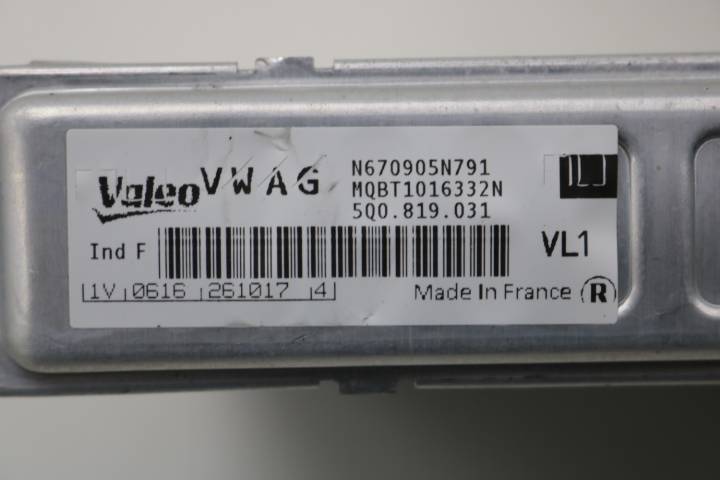 Valeo VWAG
N670905N791
MQBT1016332N
5Q0.819.031
Ind F
VL1
1V 0616 261017 4
Made In France R